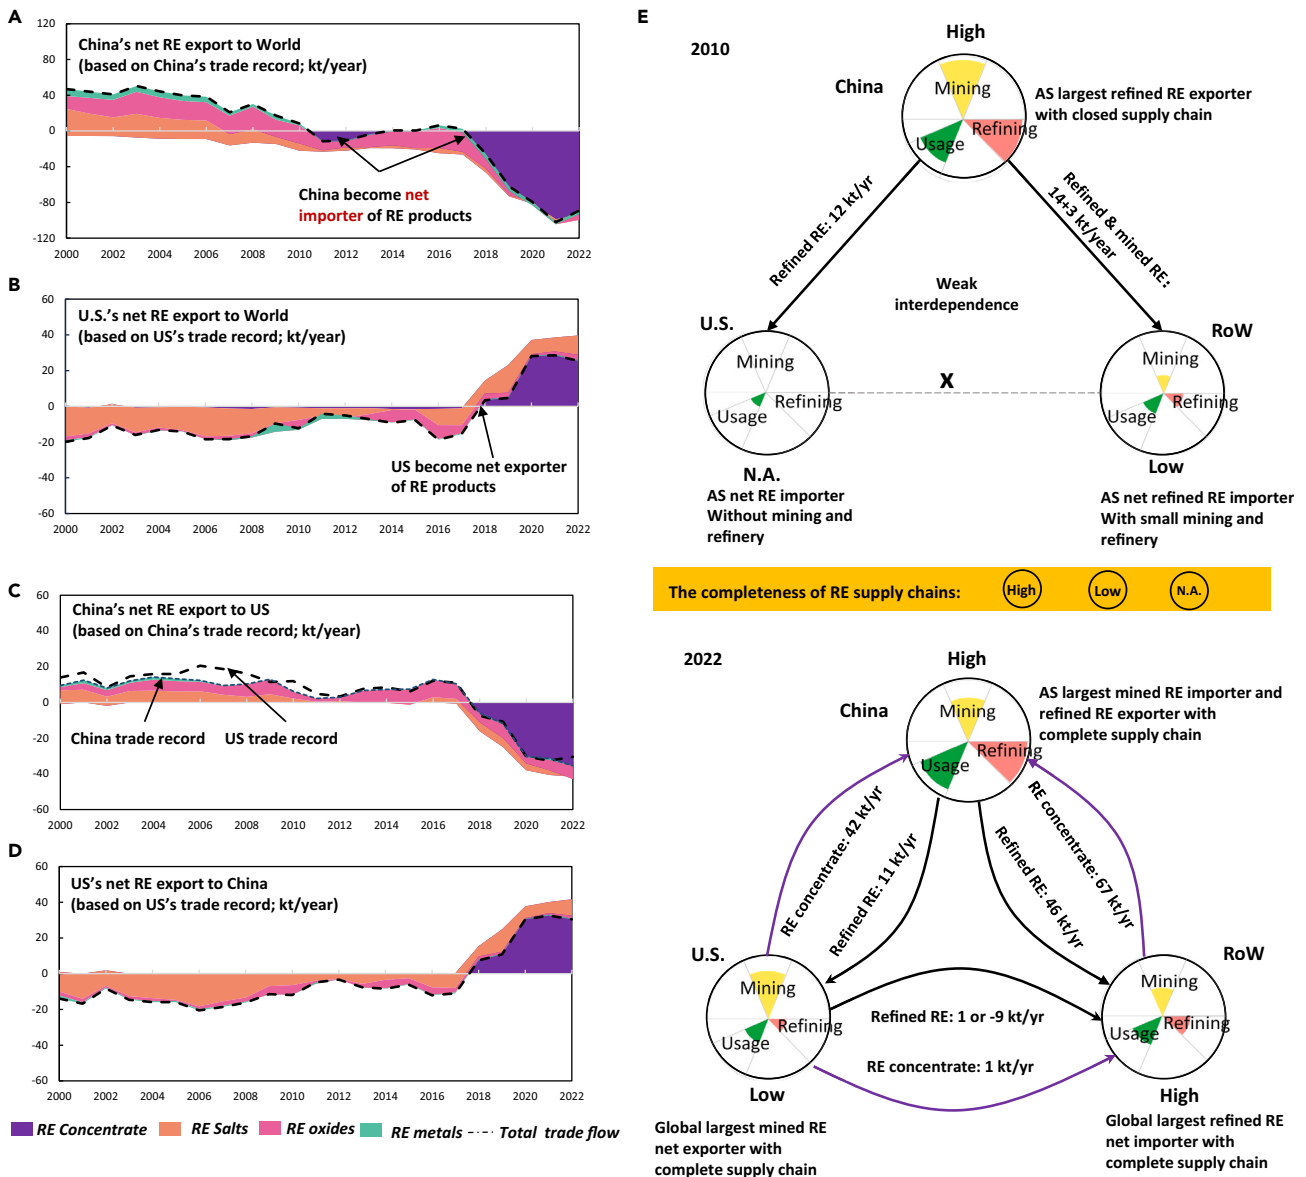 A
120
80
40
0
-40
-80
-120
China's net RE export to World
(based on China's trade record; kt/year)
China become net
importer of RE products
2000 2002 2004 2006 2008 2010 2012 2014 2016 2018 2020 2022
B
60
40
20
0
-20
-40
-60
U.S.'s net RE export to World
(based on US's trade record; kt/year)
US become net exporter
of RE products
2000 2002 2004 2006 2008 2010 2012 2014 2016 2018 2020 2022
C
60
40
20
0
-20
-40
-60
China's net RE export to US
(based on China's trade record; kt/year)
China trade record
US trade record
2000 2002 2004 2006 2008 2010 2012 2014 2016 2018 2020 2022
D
60
40
20
0
-20
-40
-60
US's net RE export to China
(based on US's trade record; kt/year)
2000 2002 2004 2006 2008 2010 2012 2014 2016 2018 2020 2022
RE Concentrate RE Salts RE oxides RE metals Total trade flow
E
2010
High
China
Mining
Refining
Usage
AS largest refined RE exporter
with closed supply chain
Refined RE: 12 kt/yr
Refined & mined RE:
14+3 kt/year
Weak
interdependence
U.S.
Mining
Refining
Usage
X
RoW
Mining
Refining
Usage
N.A.
AS net RE importer
Without mining and
refinery
Low
AS net refined RE importer
With small mining and
refinery
The completeness of RE supply chains: High Low N.A.
2022
High
China
Mining
Refining
Usage
AS largest mined RE importer and
refined RE exporter with
complete supply chain
RE concentrate: 42 kt/yr
Refined RE: 11 kt/yr
Refined RE: 46 kt/yr
RE concentrate: 67 kt/yr
U.S.
Mining
Refining
Usage
RoW
Mining
Refining
Usage
Refined RE: 1 or -9 kt/yr
RE concentrate: 1 kt/yr
Low
Global largest mined RE
net exporter with
complete supply chain
High
Global largest refined RE
net importer with
complete supply chain